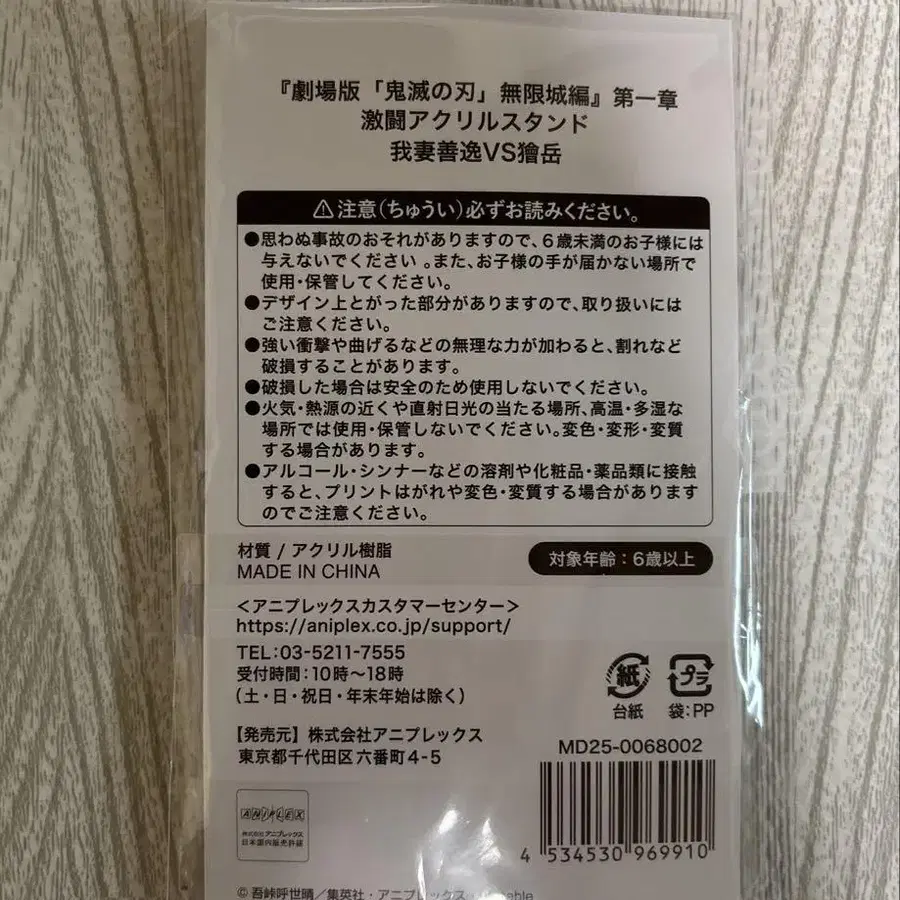 『劇場版「鬼滅の刃」無限城編』第一章
激闘アクリルスタンド
我妻善逸VS獪岳
⚠注意(ちゅうい)必ずお読みください。
●思わぬ事故のおそれがありますので、6歳未満のお子様には
与えないでください 。また、お子様の手が届かない場所で
使用・保管してください。
●デザイン上とがった部分がありますので、取り扱いには
ご注意ください。
●強い衝撃や曲げるなどの無理な力が加わると、割れなど
破損することがあります。
●破損した場合は安全のため使用しないでください。
●火気・熱源の近くや直射日光の当たる場所、高温・多湿な
場所では使用・保管しないでください。変色・変形・変質
する場合があります。
●アルコール・シンナーなどの溶剤や化粧品・薬品類に接触
すると、プリントはがれや変色・変質する場合があります
のでご注意ください。
材質 / アクリル樹脂
MADE IN CHINA
対象年齢:6歳以上
<アニプレックスカスタマーセンター>
https://aniplex.co.jp/support/
TEL:03-5211-7555
受付時間:10時〜18時
(土・日・祝日・年末年始は除く)
紙
台紙
プラ
袋:PP
【発売元】株式会社アニプレックス
東京都千代田区六番町4-5
MD25-0068002
4 534530 969910
ANIPLEX
株式会社アニプレックス
日本国内販売許諾
© 吾峠呼世晴/集英社・アニプレックス・